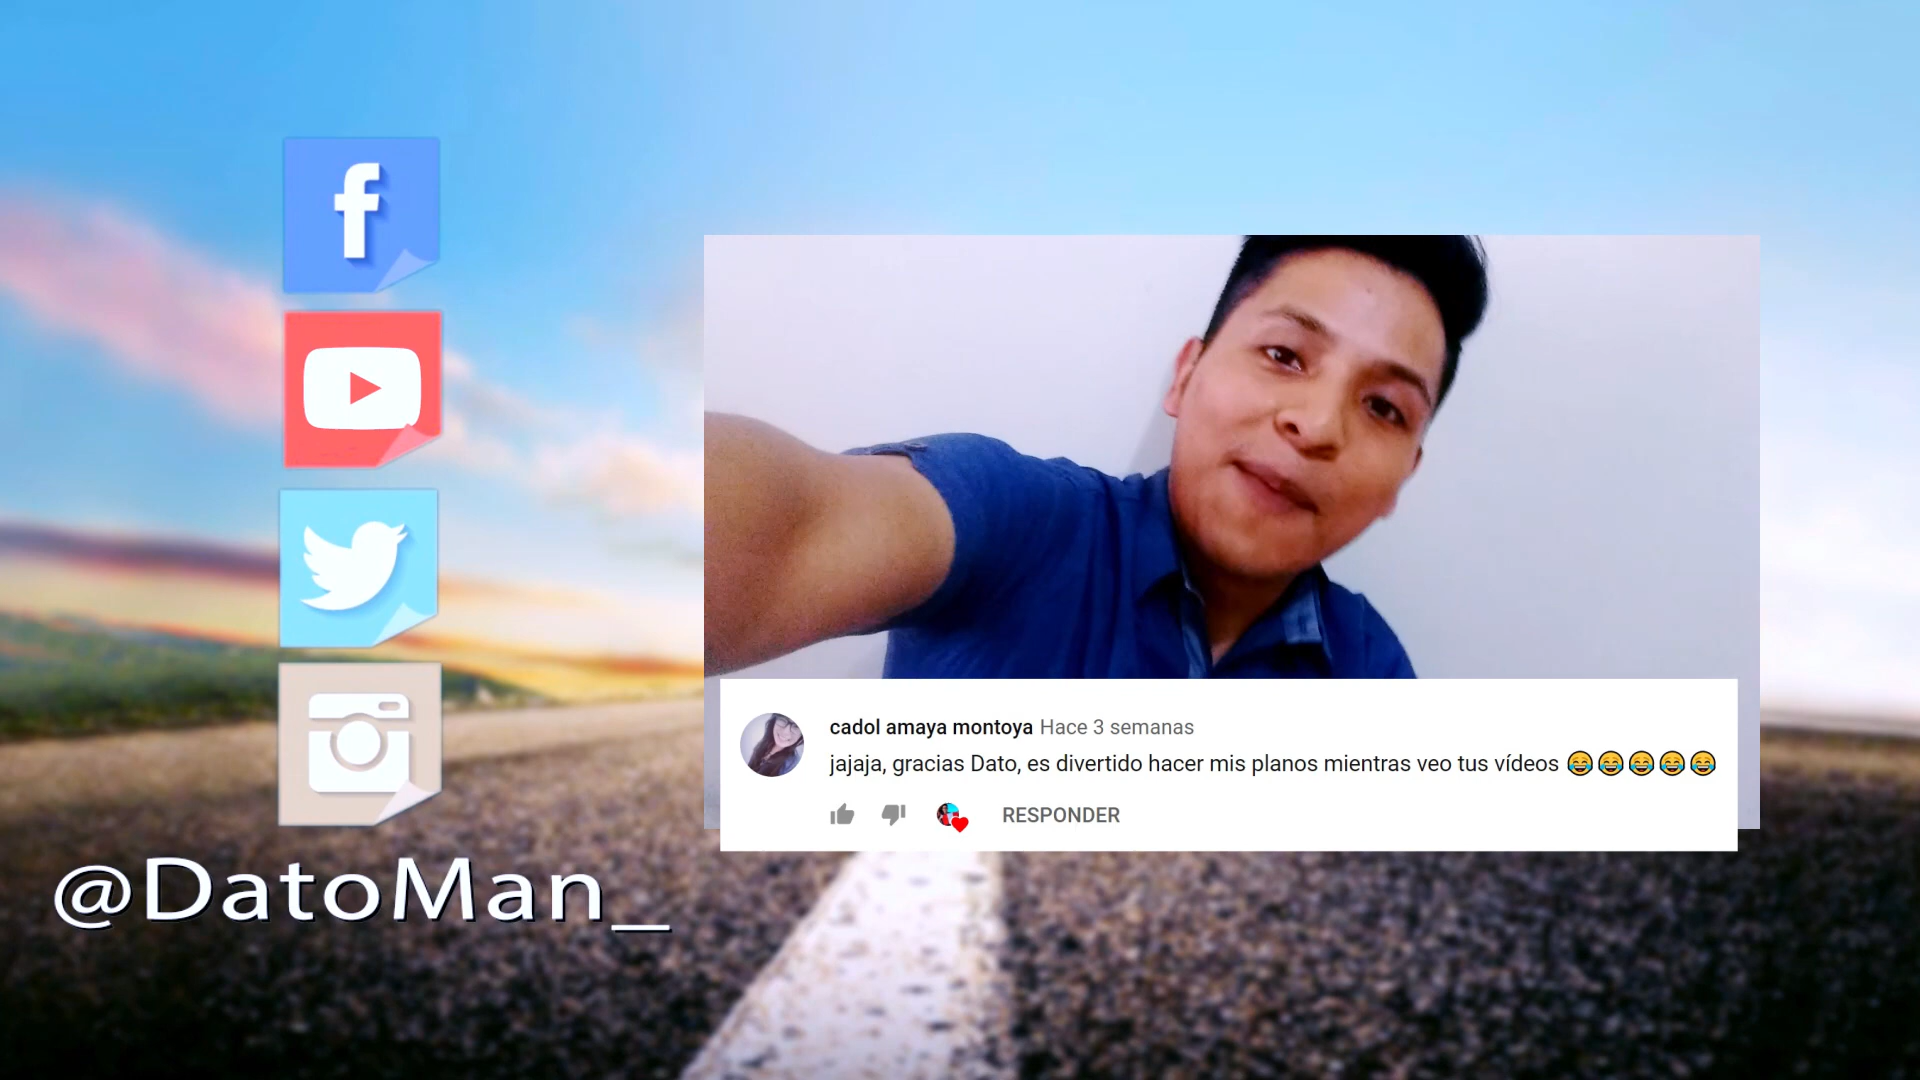 @DatoMan_
cadol amaya montoya Hace 3 semanas
jajaja, gracias Dato, es divertido hacer mis planos mientras veo tus vídeos 😂😂😂😂😂
RESPONDER